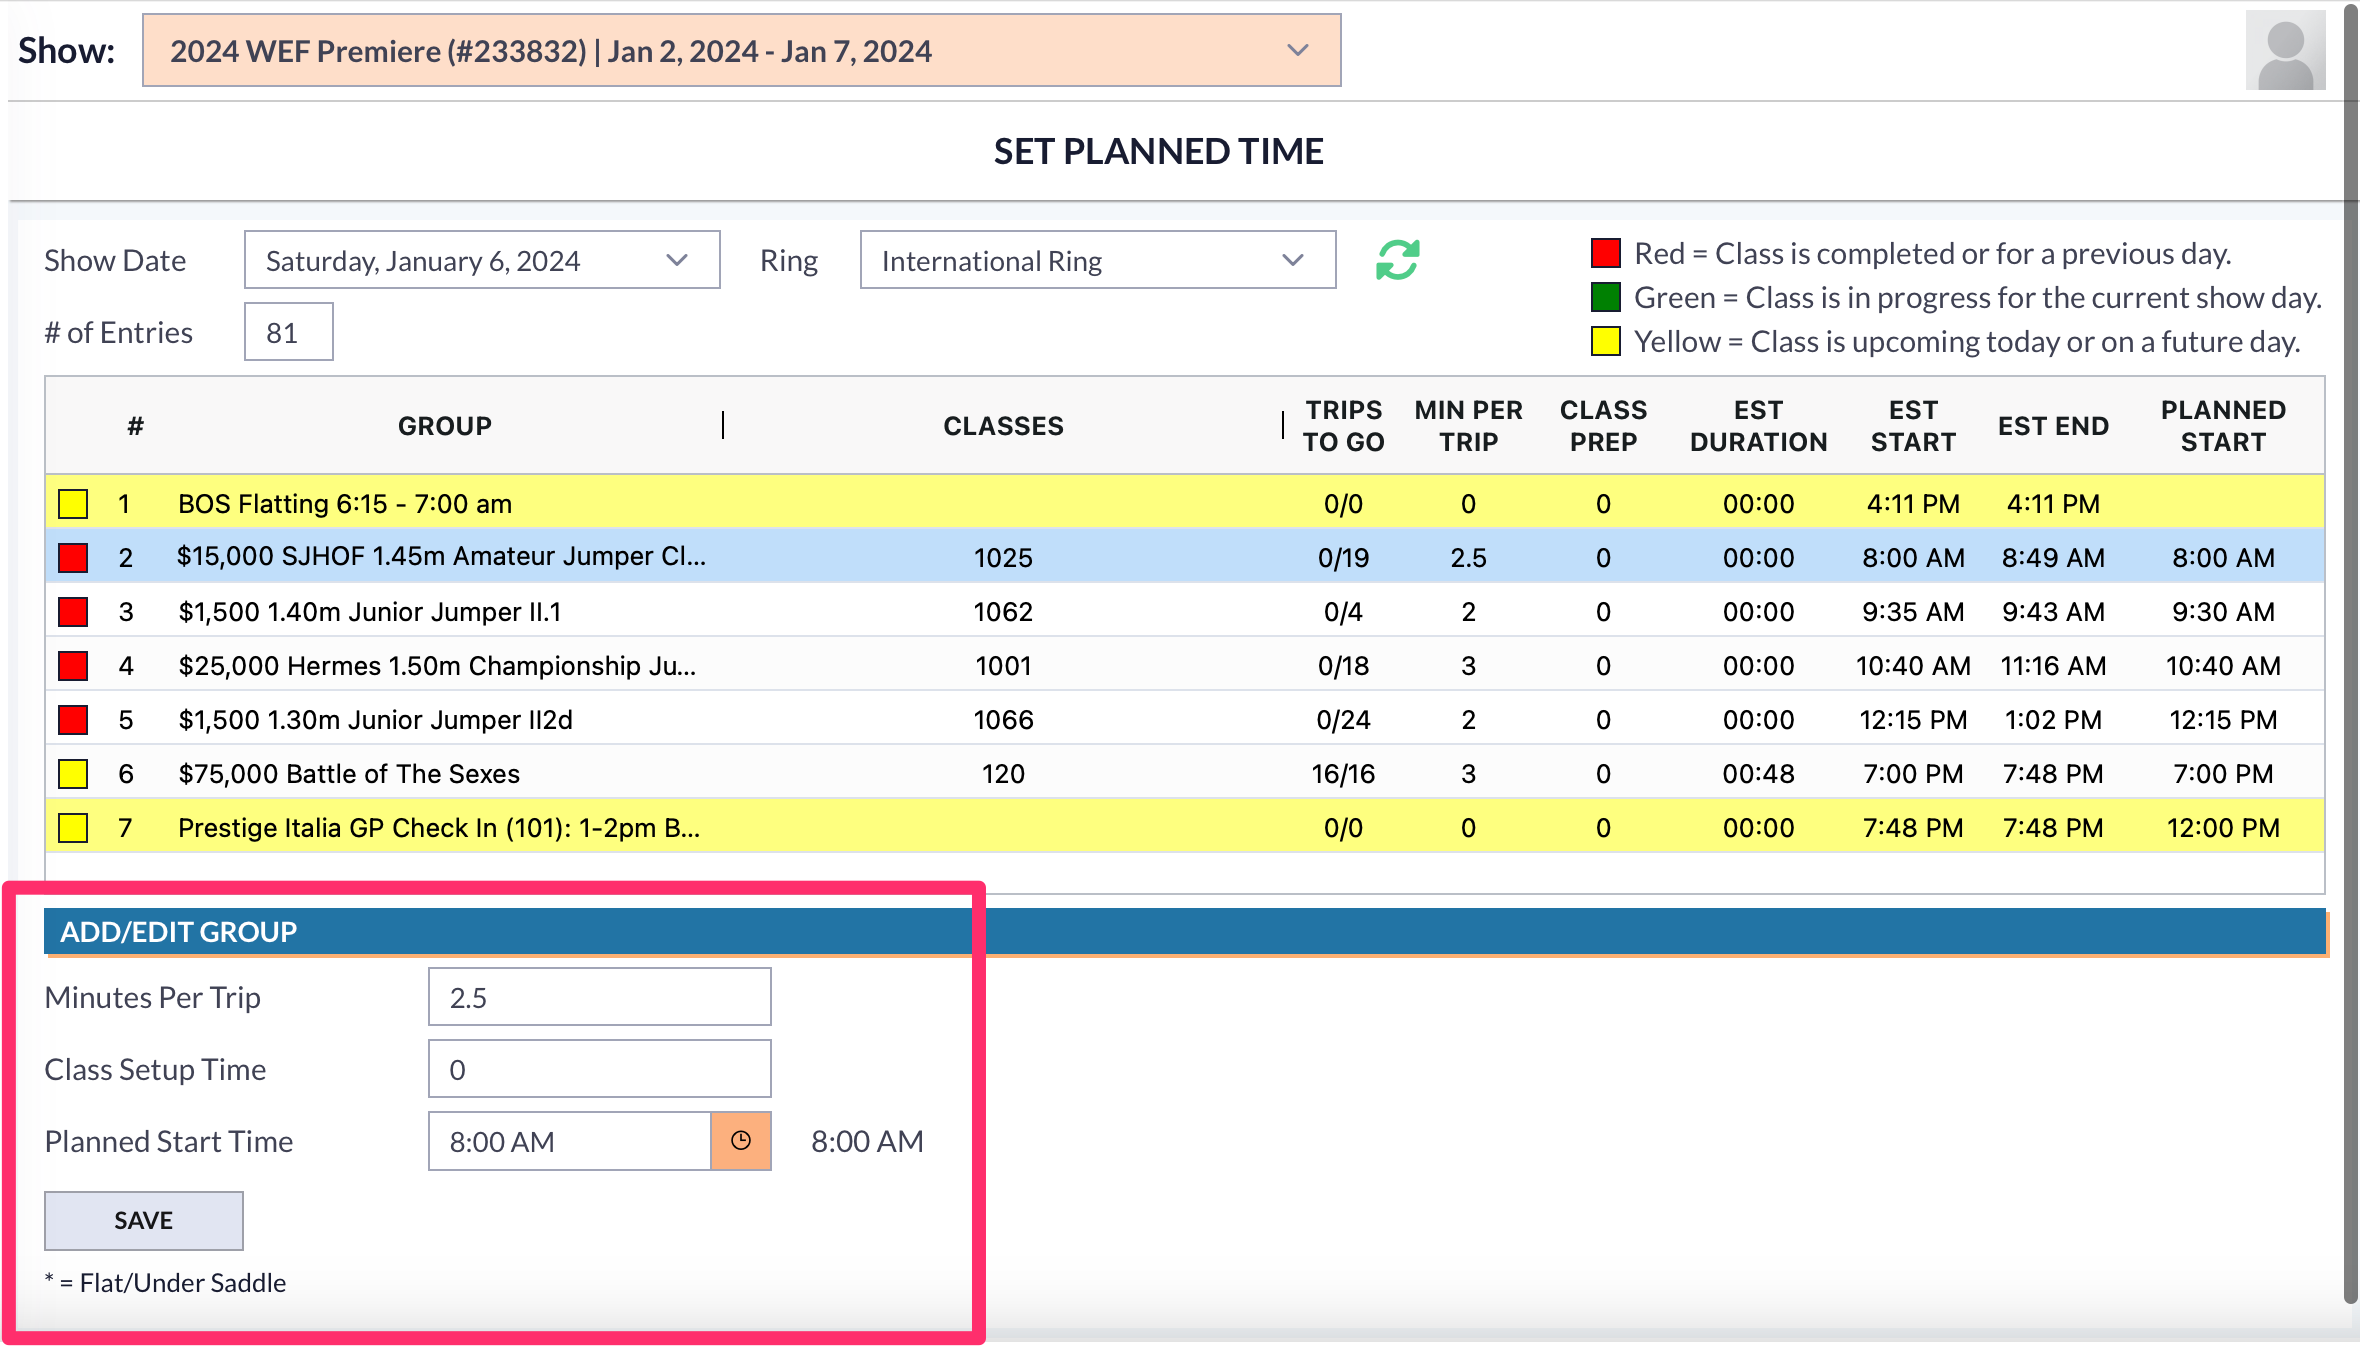 Show: 2024 WEF Premiere (#233832) | Jan 2, 2024 - Jan 7, 2024
SET PLANNED TIME
Show Date Saturday, January 6, 2024 Ring International Ring
# of Entries 81
Red = Class is completed or for a previous day.
Green = Class is in progress for the current show day.
Yellow = Class is upcoming today or on a future day.
# GROUP CLASSES TRIPS TO GO MIN PER TRIP CLASS PREP EST DURATION EST START EST END PLANNED START
1 BOS Flatting 6:15 - 7:00 am 0/0 0 0 00:00 4:11 PM 4:11 PM
2 $15,000 SJHOF 1.45m Amateur Jumper Cl... 1025 0/19 2.5 0 00:00 8:00 AM 8:49 AM 8:00 AM
3 $1,500 1.40m Junior Jumper II.1 1062 0/4 2 0 00:00 9:35 AM 9:43 AM 9:30 AM
4 $25,000 Hermes 1.50m Championship Ju... 1001 0/18 3 0 00:00 10:40 AM 11:16 AM 10:40 AM
5 $1,500 1.30m Junior Jumper II2d 1066 0/24 2 0 00:00 12:15 PM 1:02 PM 12:15 PM
6 $75,000 Battle of The Sexes 120 16/16 3 0 00:48 7:00 PM 7:48 PM 7:00 PM
7 Prestige Italia GP Check In (101): 1-2pm B... 0/0 0 0 00:00 7:48 PM 7:48 PM 12:00 PM
ADD/EDIT GROUP
Minutes Per Trip 2.5
Class Setup Time 0
Planned Start Time 8:00 AM 8:00 AM
SAVE
* = Flat/Under Saddle